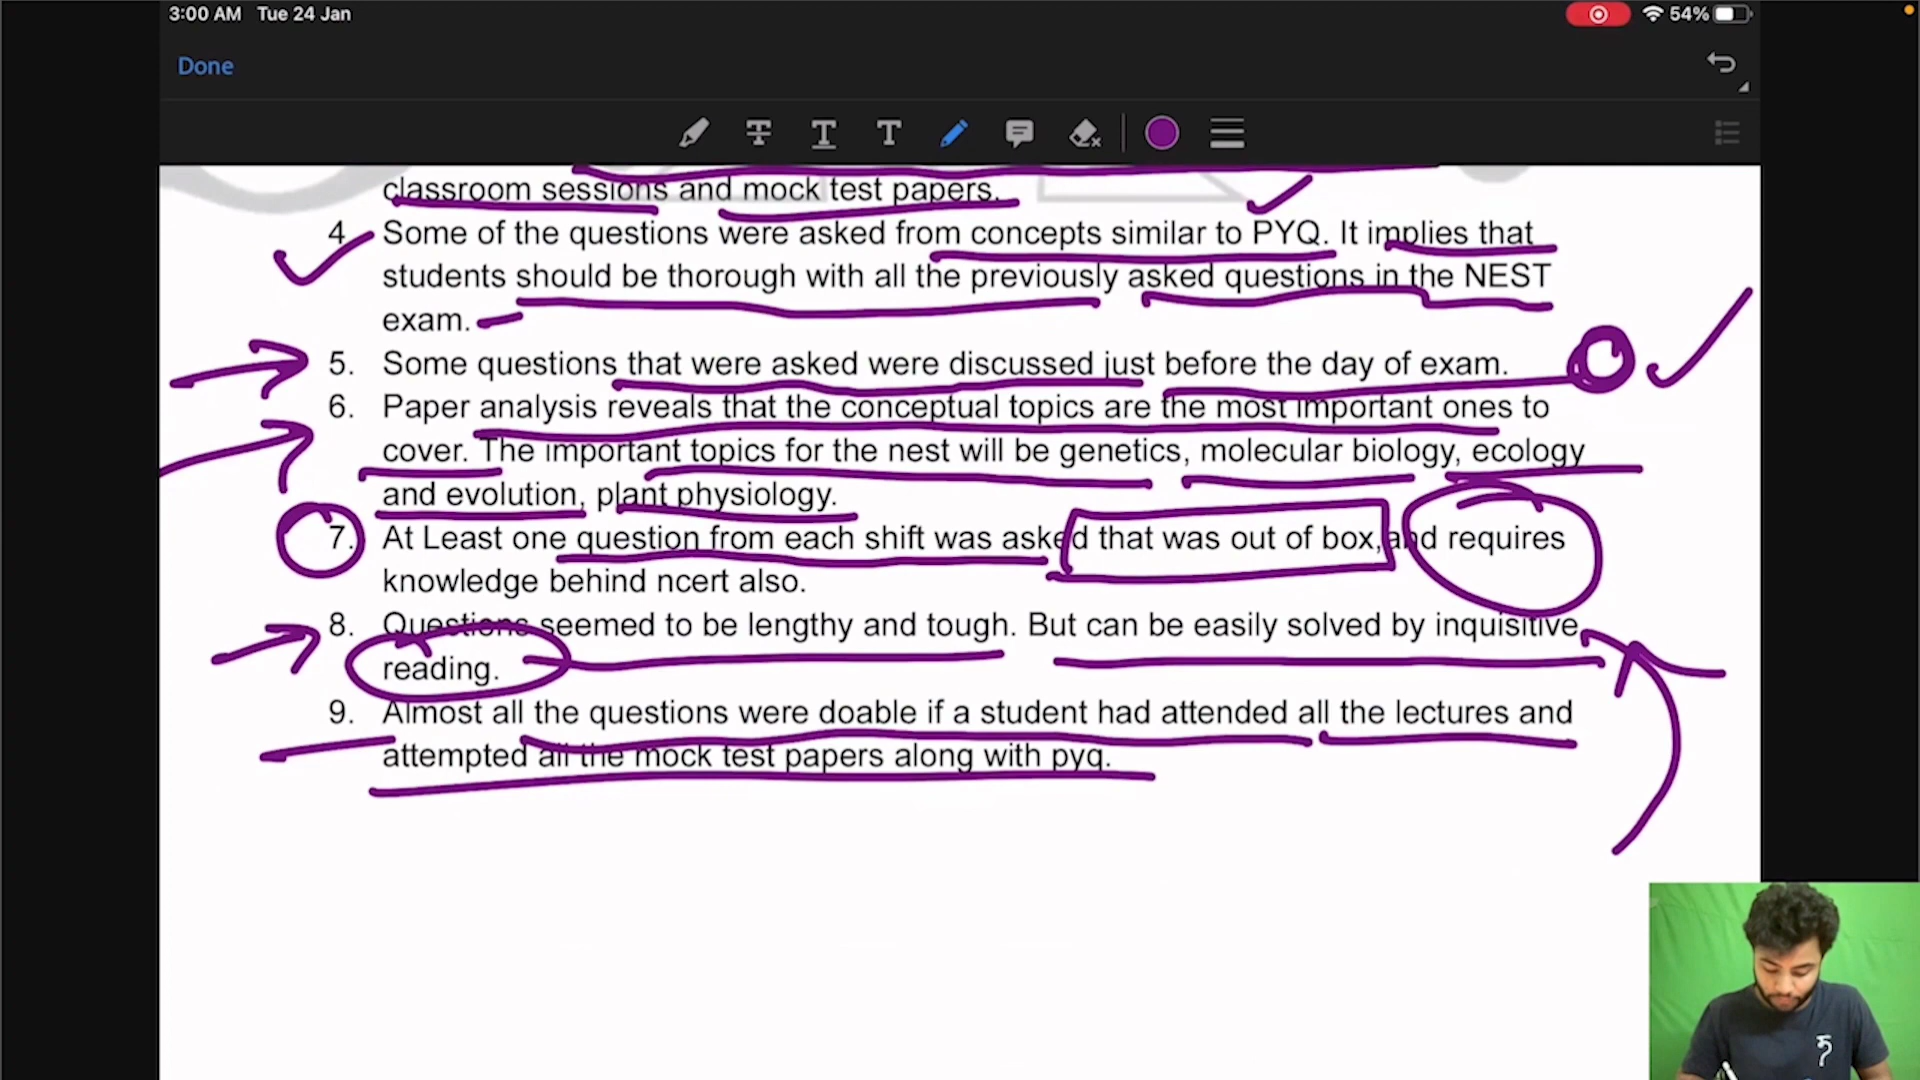 3:00 AM Tue 24 Jan
54%
Done
classroom sessions and mock test papers.
4. Some of the questions were asked from concepts similar to PYQ. It implies that
students should be thorough with all the previously asked questions in the NEST
exam.
5. Some questions that were asked were discussed just before the day of exam.
6. Paper analysis reveals that the conceptual topics are the most important ones to
cover. The important topics for the nest will be genetics, molecular biology, ecology
and evolution, plant physiology.
7. At Least one question from each shift was asked that was out of box,and requires
knowledge behind ncert also.
8. Questions seemed to be lengthy and tough. But can be easily solved by inquisitive
reading.
9. Almost all the questions were doable if a student had attended all the lectures and
attempted all the mock test papers along with pyq.